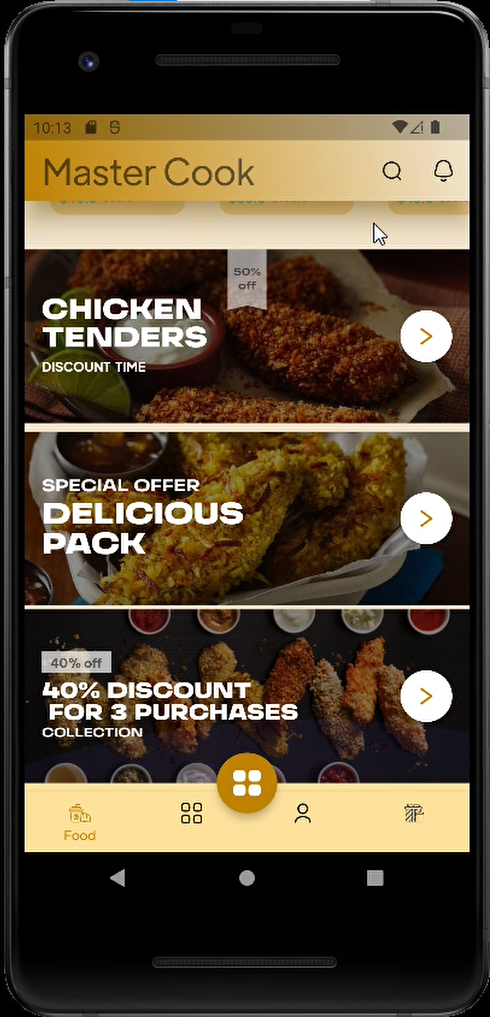 10:13
Master Cook
50%
off
CHICKEN
TENDERS
DISCOUNT TIME
SPECIAL OFFER
DELICIOUS
PACK
40% off
40% DISCOUNT
FOR 3 PURCHASES
COLLECTION
Food